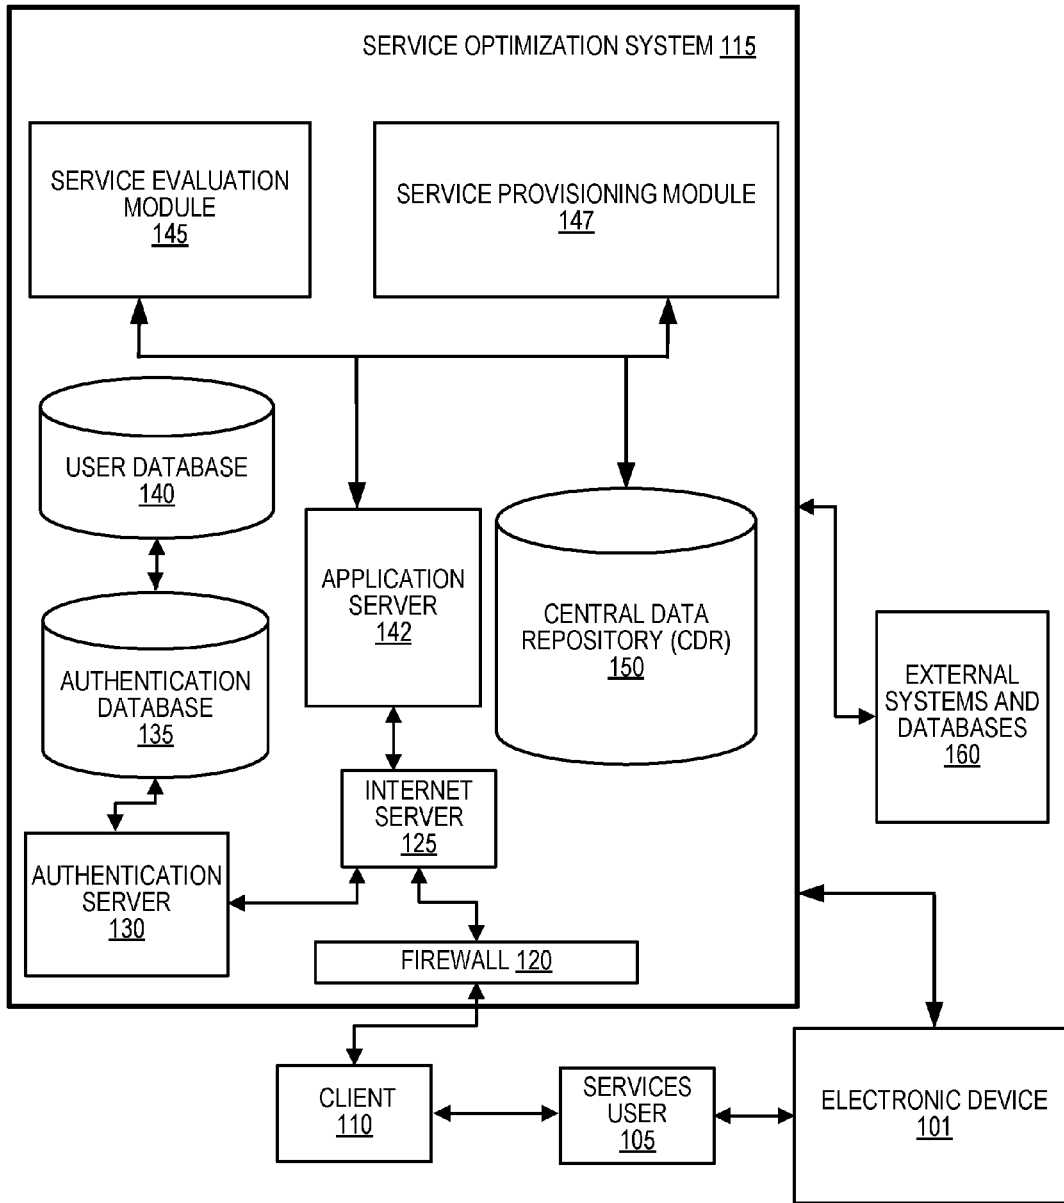 SERVICE OPTIMIZATION SYSTEM 115
SERVICE EVALUATION
MODULE
145
SERVICE PROVISIONING MODULE
147
USER DATABASE
140
APPLICATION
SERVER
142
CENTRAL DATA
REPOSITORY (CDR)
150
AUTHENTICATION
DATABASE
135
EXTERNAL
SYSTEMS AND
DATABASES
160
INTERNET
SERVER
125
AUTHENTICATION
SERVER
130
FIREWALL 120
CLIENT
110
SERVICES
USER
105
ELECTRONIC DEVICE
101